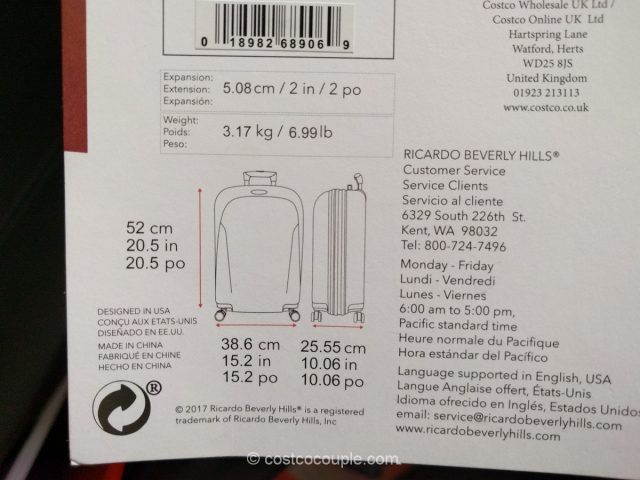 0 18982 68906 9
Costco Wholesale UK Ltd /
Costco Online UK Ltd
Hartspring Lane
Watford, Herts
WD25 8JS
United Kingdom
01923 213113
www.costco.co.uk
Expansion:
Extension: 5.08 cm / 2 in / 2 po
Expansión:
Weight:
Poids: 3.17 kg / 6.99 lb
Peso:
RICARDO BEVERLY HILLS®
Customer Service
Service Clients
Servicio al cliente
6329 South 226th St.
Kent, WA 98032
Tel: 800-724-7496
Monday - Friday
Lundi - Vendredi
Lunes - Viernes
6:00 am to 5:00 pm,
Pacific standard time
Heure normale du Pacifique
Hora estándar del Pacífico
Language supported in English, USA
Langue Anglaise offert, États-Unis
Idioma ofrecido en Inglés, Estados Unidos
email: service@ricardobeverlyhills.
www.ricardobeverlyhills.com
52 cm
20.5 in
20.5 po
DESIGNED IN USA
CONÇU AUX ETATS-UNIS
DISEÑADO EN EE.UU.
MADE IN CHINA
FABRIQUÉ EN CHINE
HECHO EN CHINA
38.6 cm
15.2 in
15.2 po
25.55 cm
10.06 in
10.06 po
®
© 2017 Ricardo Beverly Hills® is a registered
trademark of Ricardo Beverly Hills, Inc
© costcocouple.com